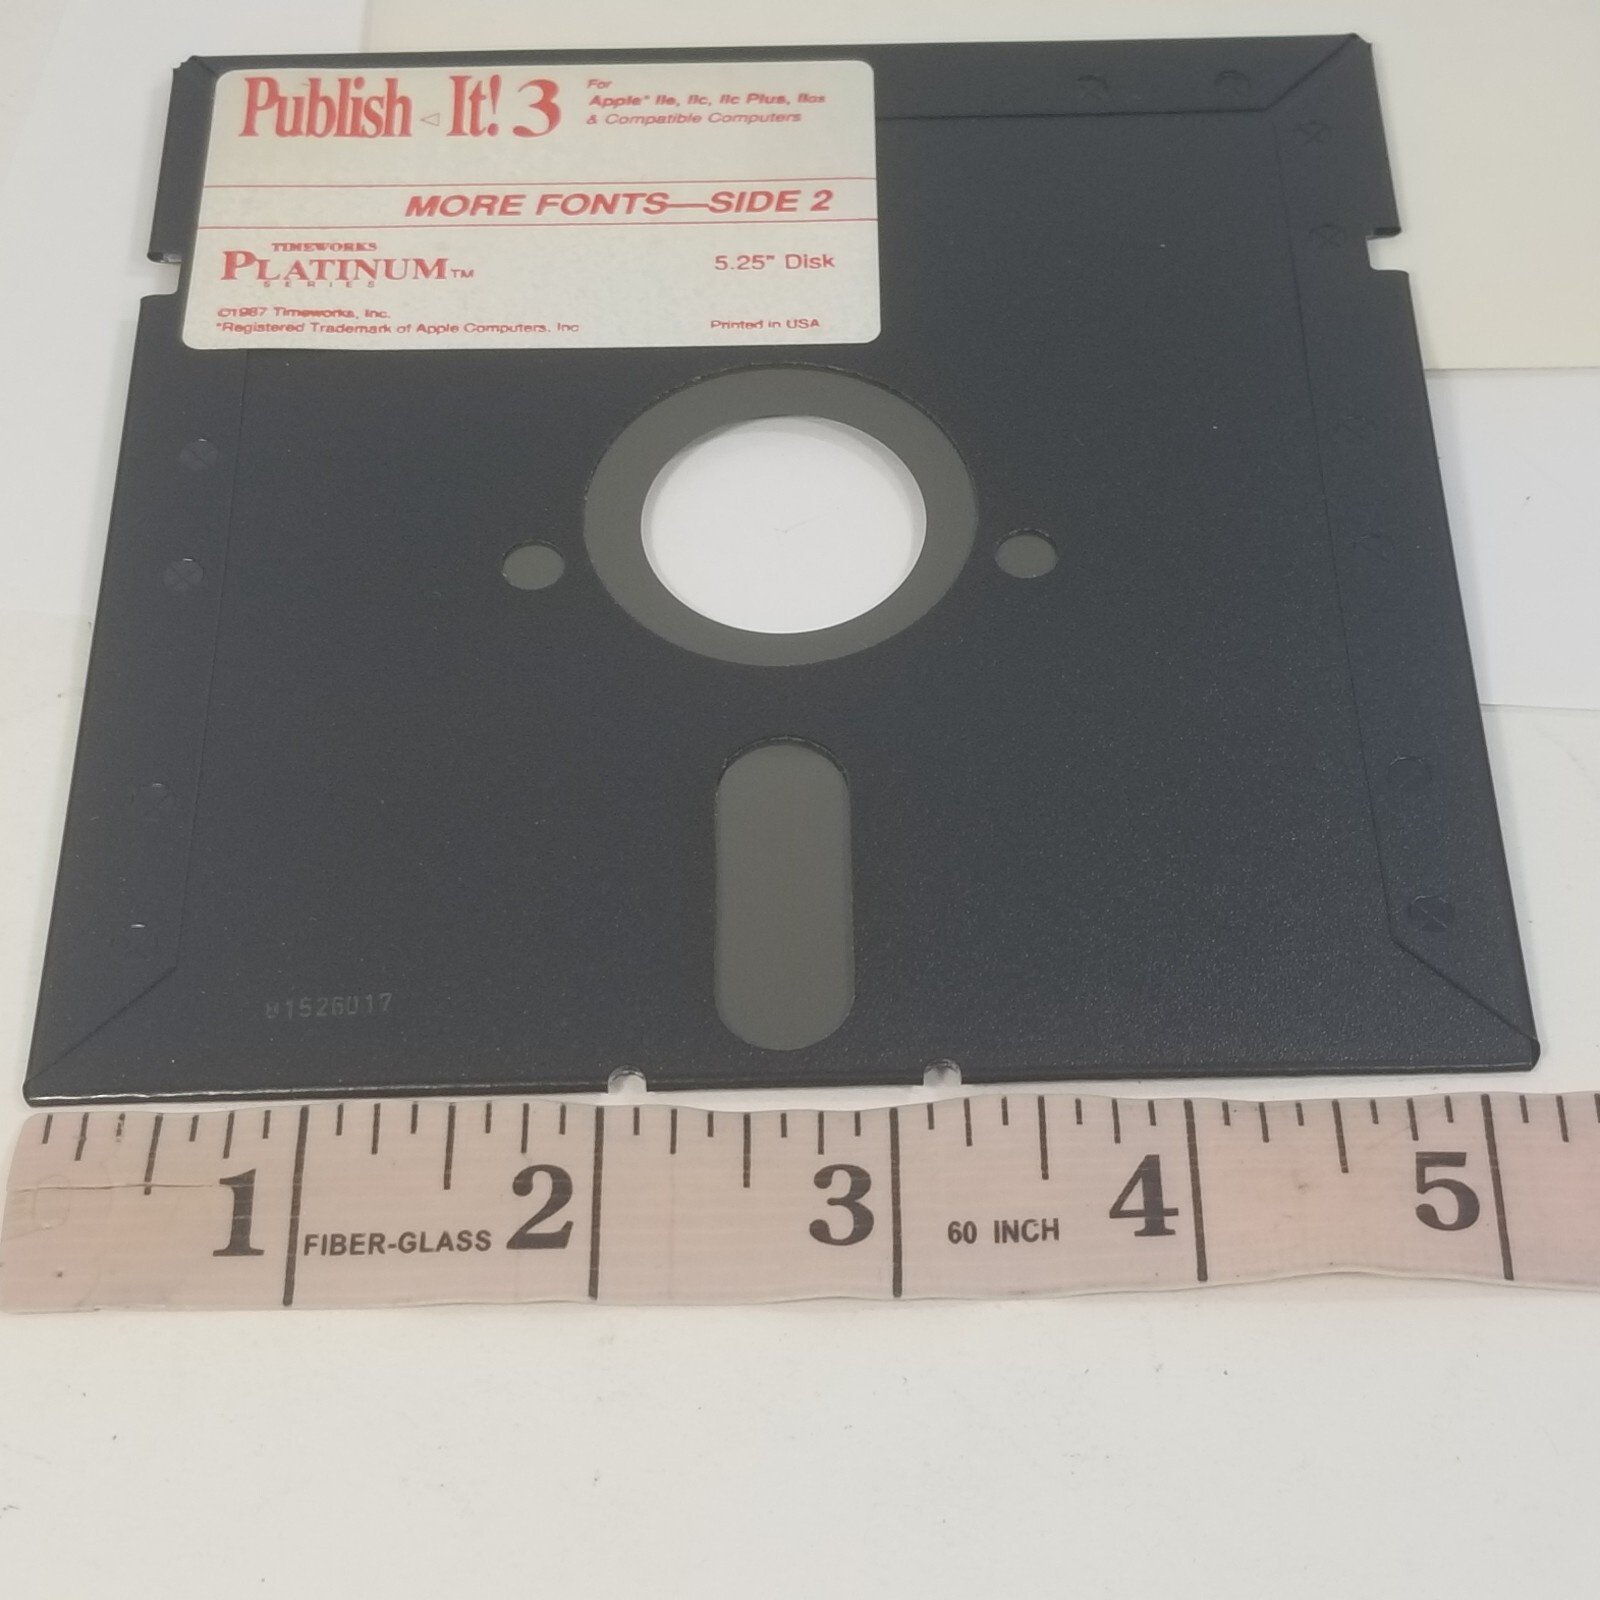 Publish It! 3
For
Apple* IIe, IIc, IIc Plus, IIGS
& Compatible Computers
MORE FONTS—SIDE 2
TIMEWORKS
PLATINUM™
SERIES
5.25" Disk
©1987 Timeworks, Inc.
*Registered Trademark of Apple Computers, Inc
Printed in USA
1 2 3 4 5
FIBER-GLASS 60 INCH